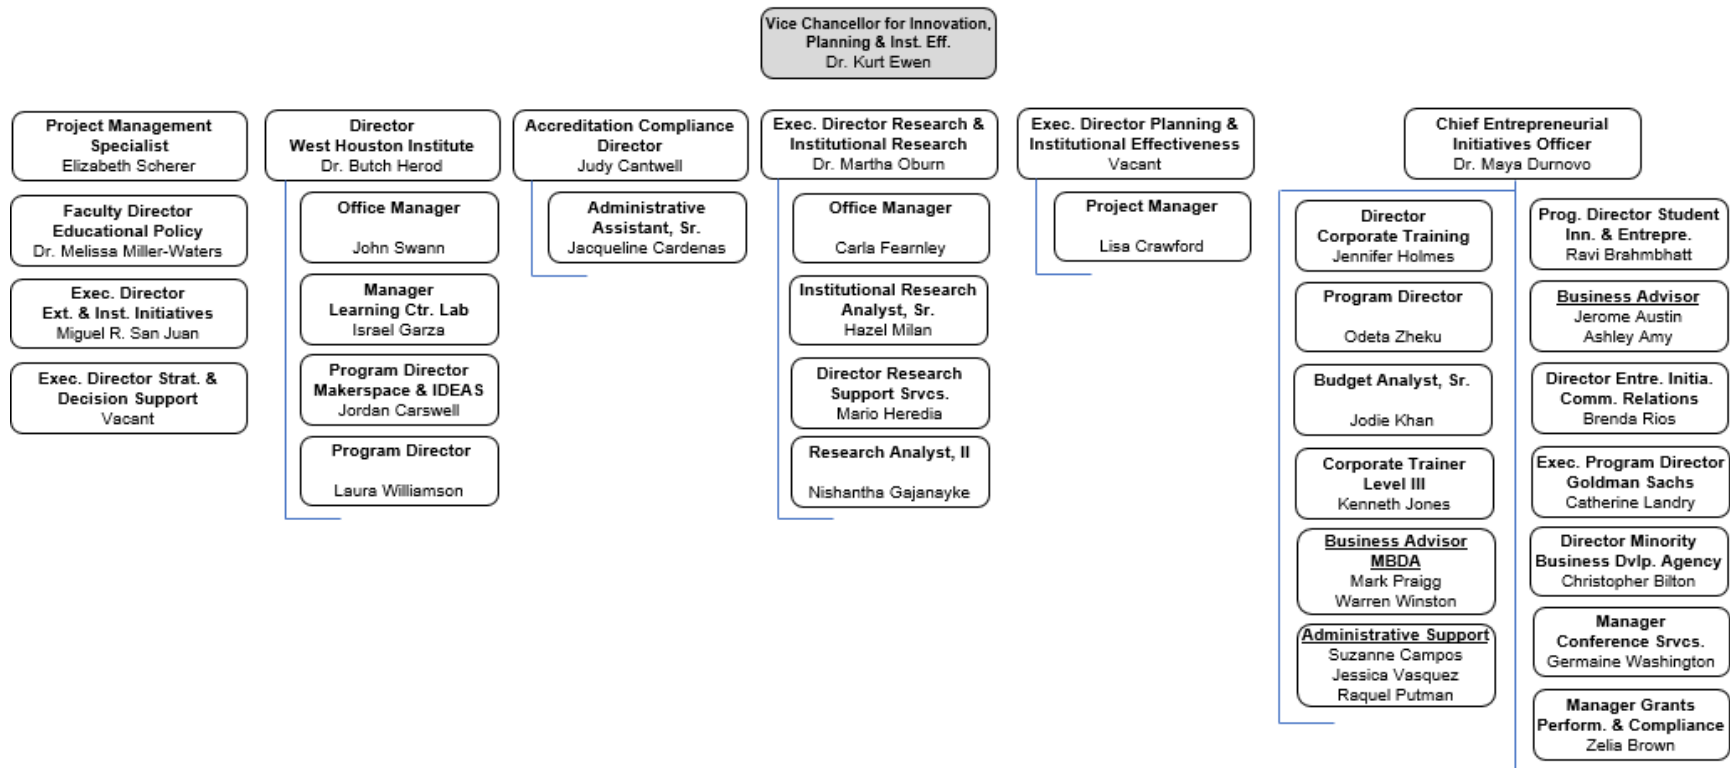 Vice Chancellor for Innovation,
Planning & Inst. Eff.
Dr. Kurt Ewen
Project Management
Specialist
Elizabeth Scherer
Faculty Director
Educational Policy
Dr. Melissa Miller-Waters
Exec. Director
Ext. & Inst. Initiatives
Miguel R. San Juan
Exec. Director Strat. &
Decision Support
Vacant
Director
West Houston Institute
Dr. Butch Herod
Office Manager
John Swann
Manager
Learning Ctr. Lab
Israel Garza
Program Director
Makerspace & IDEAS
Jordan Carswell
Program Director
Laura Williamson
Accreditation Compliance
Director
Judy Cantwell
Administrative
Assistant, Sr.
Jacqueline Cardenas
Exec. Director Research &
Institutional Research
Dr. Martha Oburn
Office Manager
Carla Fearnley
Institutional Research
Analyst, Sr.
Hazel Milan
Director Research
Support Srvcs.
Mario Heredia
Research Analyst, II
Nishantha Gajanayke
Exec. Director Planning &
Institutional Effectiveness
Vacant
Project Manager
Lisa Crawford
Chief Entrepreneurial
Initiatives Officer
Dr. Maya Durnovo
Director
Corporate Training
Jennifer Holmes
Program Director
Odeta Zheku
Budget Analyst, Sr.
Jodie Khan
Corporate Trainer
Level III
Kenneth Jones
Business Advisor
MBDA
Mark Praigg
Warren Winston
Administrative Support
Suzanne Campos
Jessica Vasquez
Raquel Putman
Prog. Director Student
Inn. & Entrepre.
Ravi Brahmbhatt
Business Advisor
Jerome Austin
Ashley Amy
Director Entre. Initia.
Comm. Relations
Brenda Rios
Exec. Program Director
Goldman Sachs
Catherine Landry
Director Minority
Business Dvlp. Agency
Christopher Bilton
Manager
Conference Srvcs.
Germaine Washington
Manager Grants
Perform. & Compliance
Zelia Brown